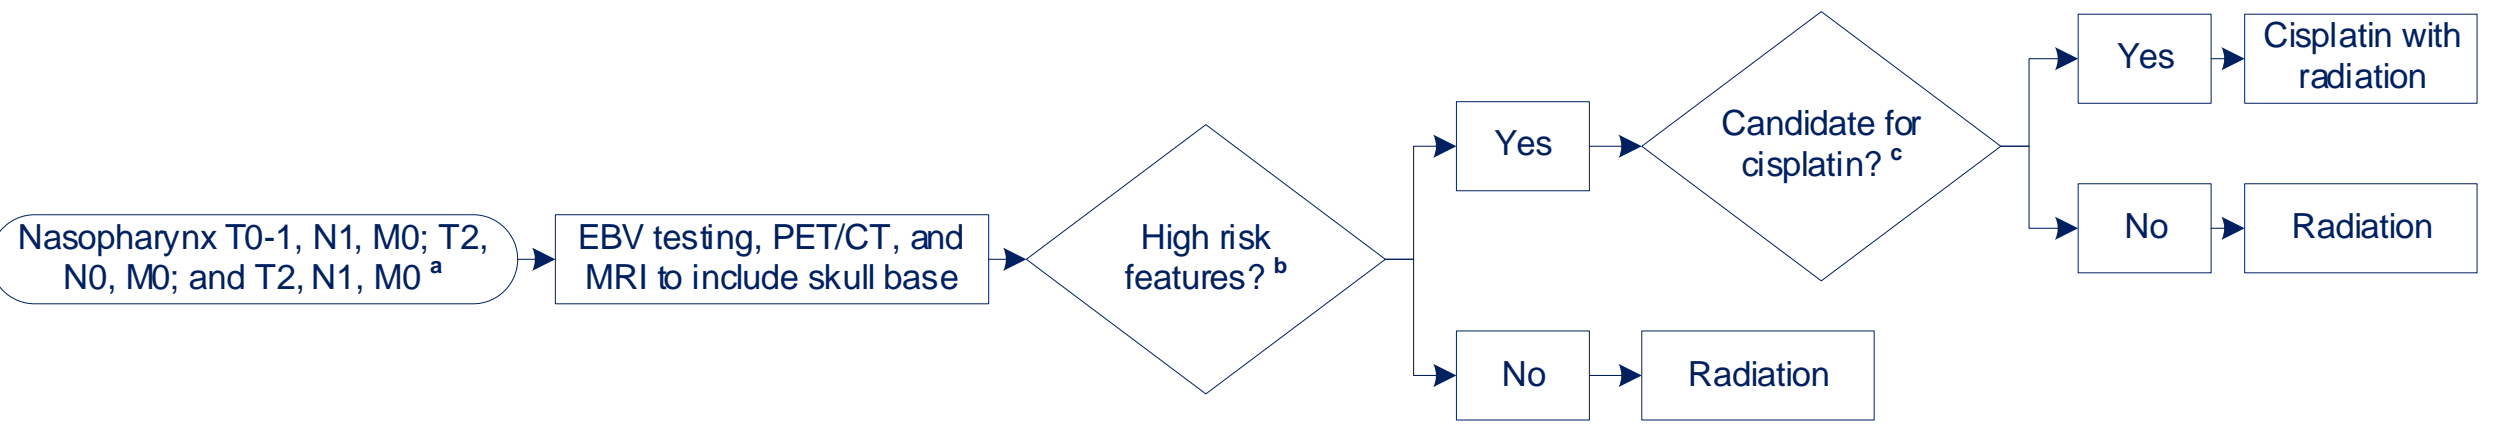 Nasopharynx T0-1, N1, M0; T2,
N0, M0; and T2, N1, M0 a
EBV testing, PET/CT, and
MRI to include skull base
High risk
features? b
Yes
Candidate for
cisplatin? c
Yes
Cisplatin with
radiation
No
Radiation
No
Radiation